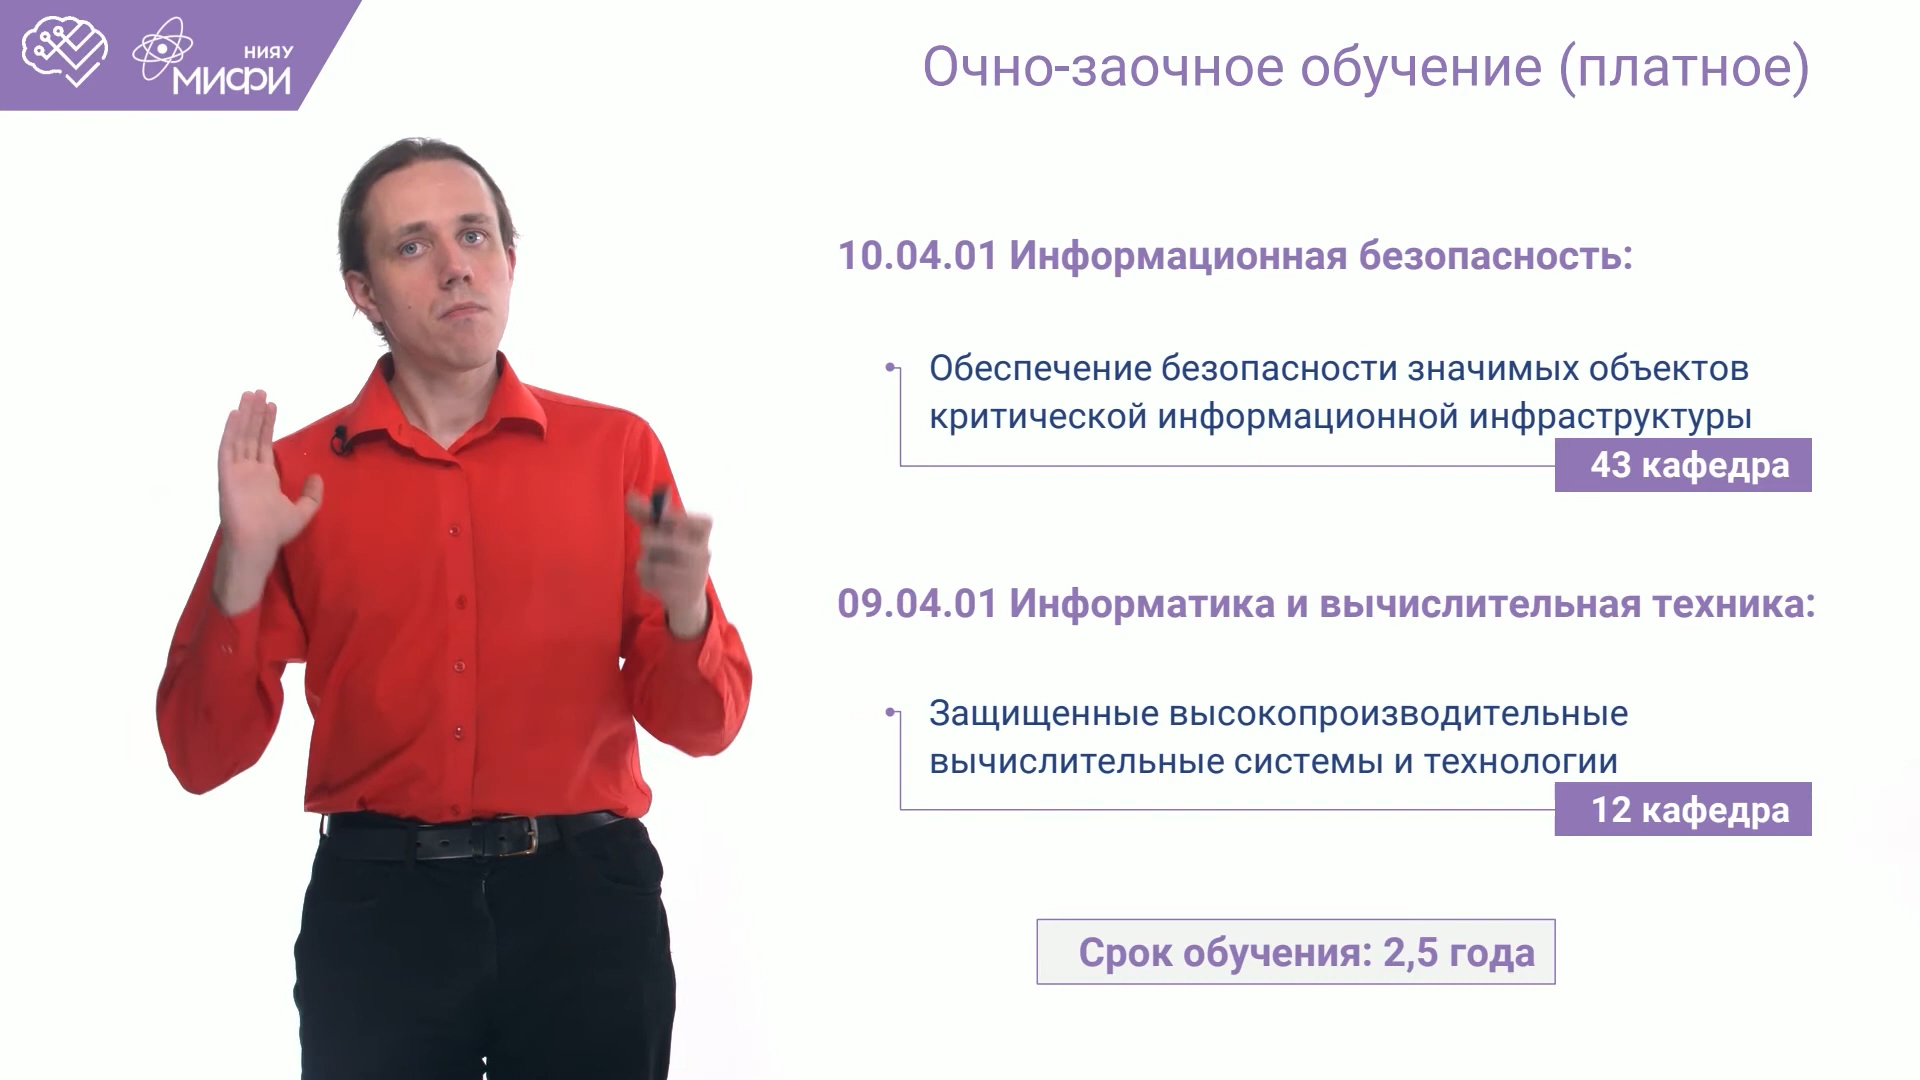 НИЯУ
МИФИ
Очно-заочное обучение (платное)
10.04.01 Информационная безопасность:
Обеспечение безопасности значимых объектов
критической информационной инфраструктуры
43 кафедра
09.04.01 Информатика и вычислительная техника:
Защищенные высокопроизводительные
вычислительные системы и технологии
12 кафедра
Срок обучения: 2,5 года